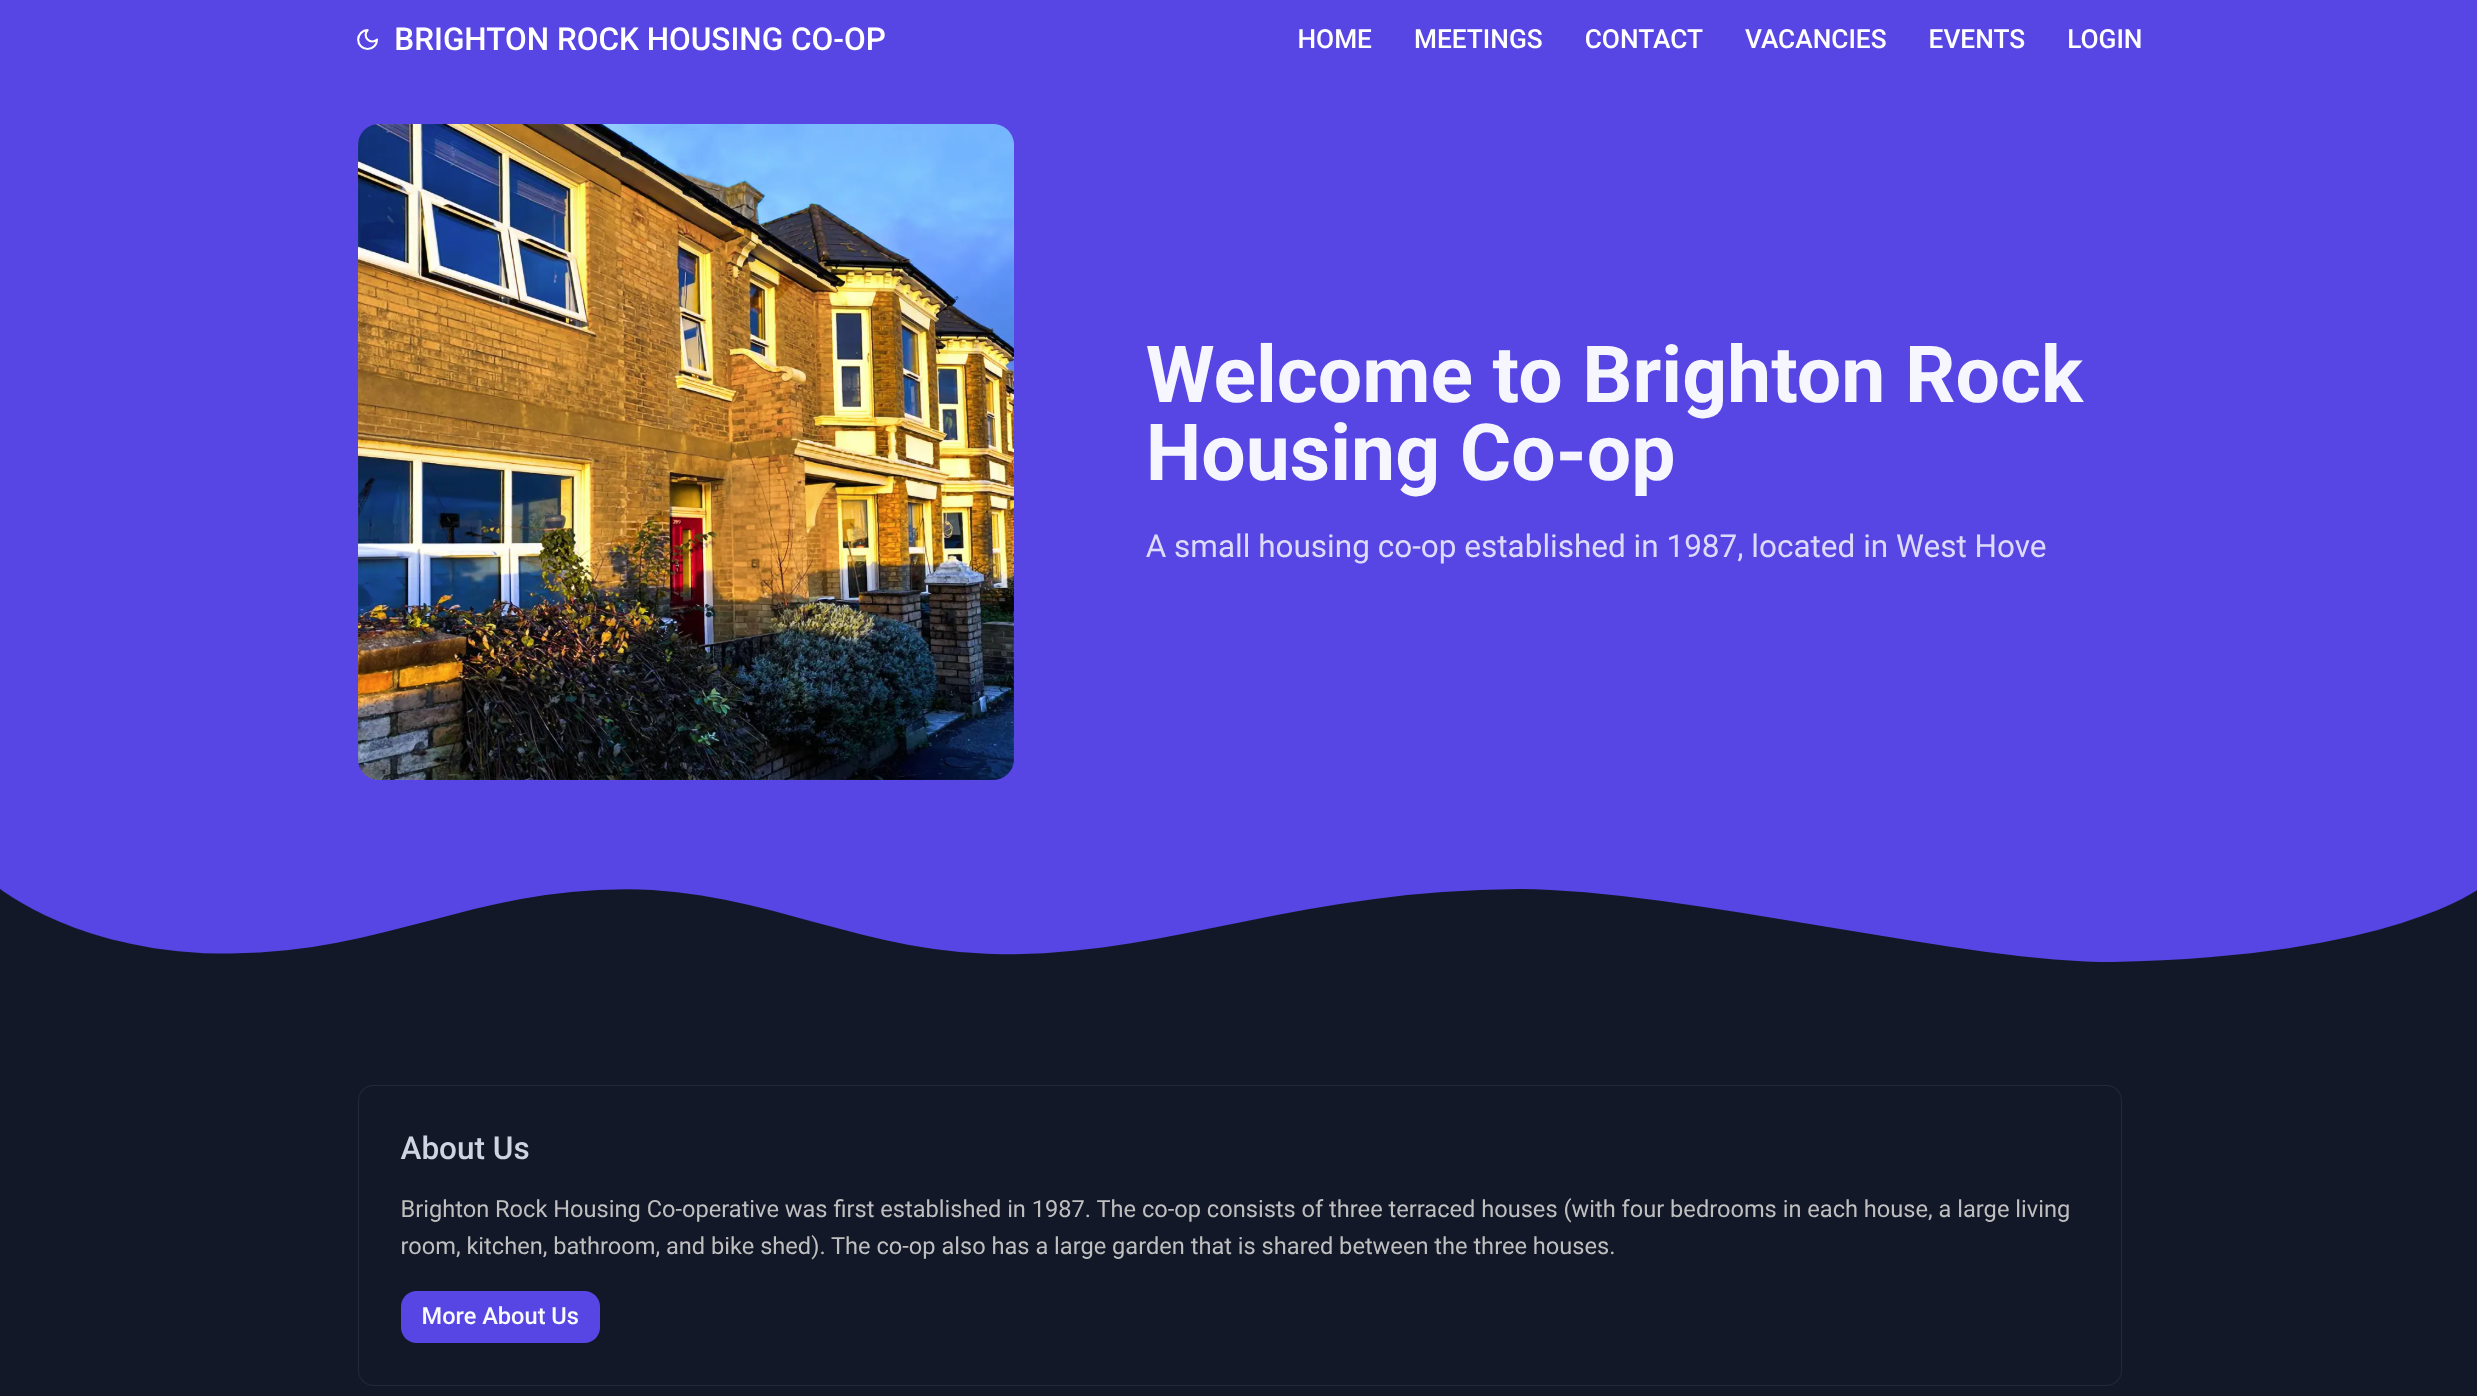 BRIGHTON ROCK HOUSING CO-OP
HOME MEETINGS CONTACT VACANCIES EVENTS LOGIN
Welcome to Brighton Rock
Housing Co-op
A small housing co-op established in 1987, located in West Hove
About Us
Brighton Rock Housing Co-operative was first established in 1987. The co-op consists of three terraced houses (with four bedrooms in each house, a large living
room, kitchen, bathroom, and bike shed). The co-op also has a large garden that is shared between the three houses.
More About Us